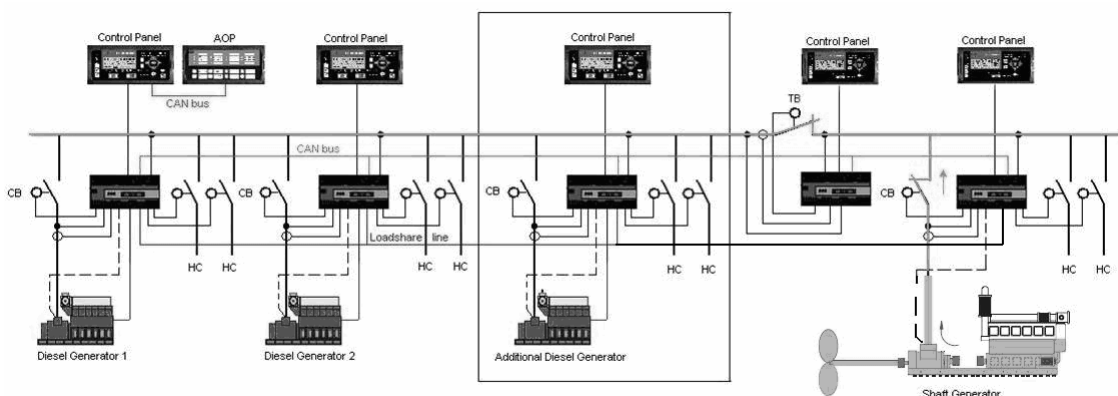 Control Panel AOP Control Panel Control Panel Control Panel Control Panel
CAN bus TB
CAN bus
CB CB CB CB
Loadshare line
HC HC HC HC HC HC HC HC
Diesel Generator 1 Diesel Generator 2 Additional Diesel Generator
Shaft Generator